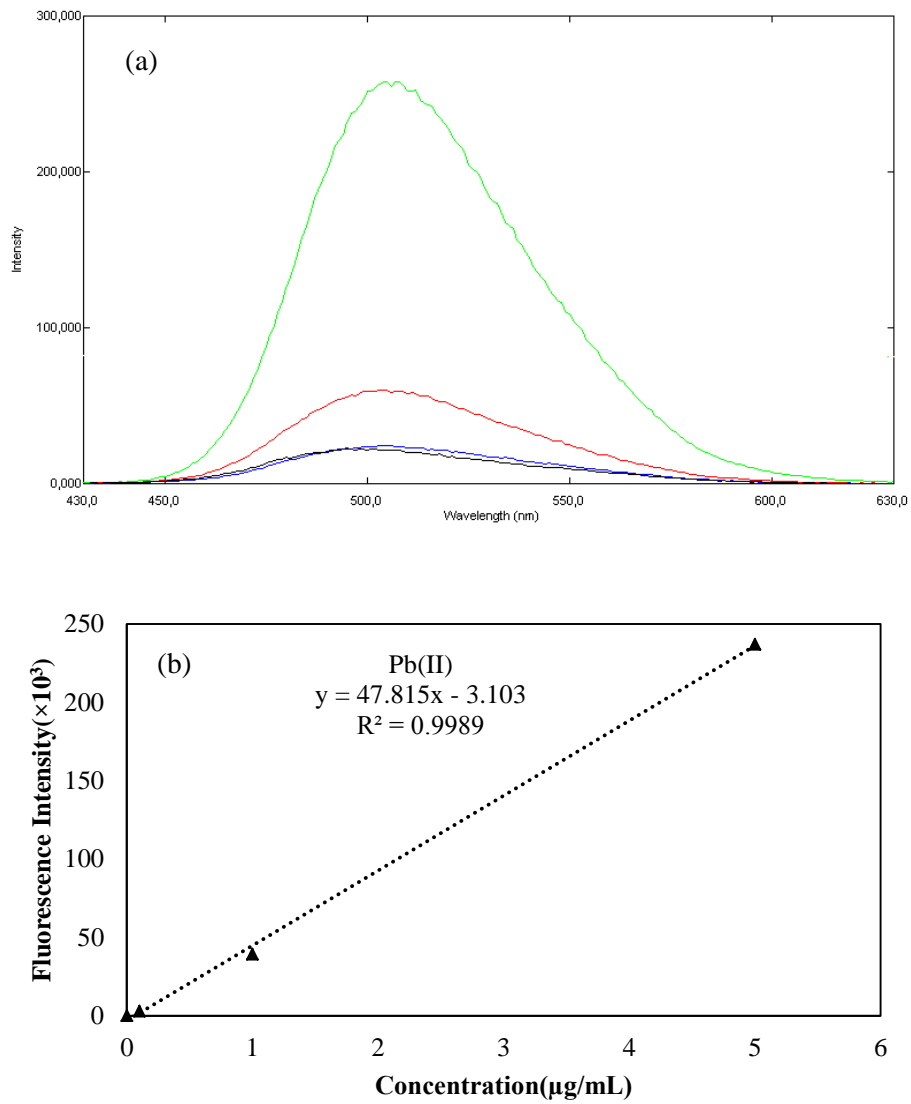 300,000
(a)
200,000
Intensity
100,000
0,000
430,0 450,0 500,0 550,0 600,0 630,0
Wavelength (nm)
250
(b)
Pb(II)
y = 47.815x - 3.103
R² = 0.9989
200
150
100
50
0
Fluorescence Intensity(×10³)
0 1 2 3 4 5 6
Concentration(µg/mL)